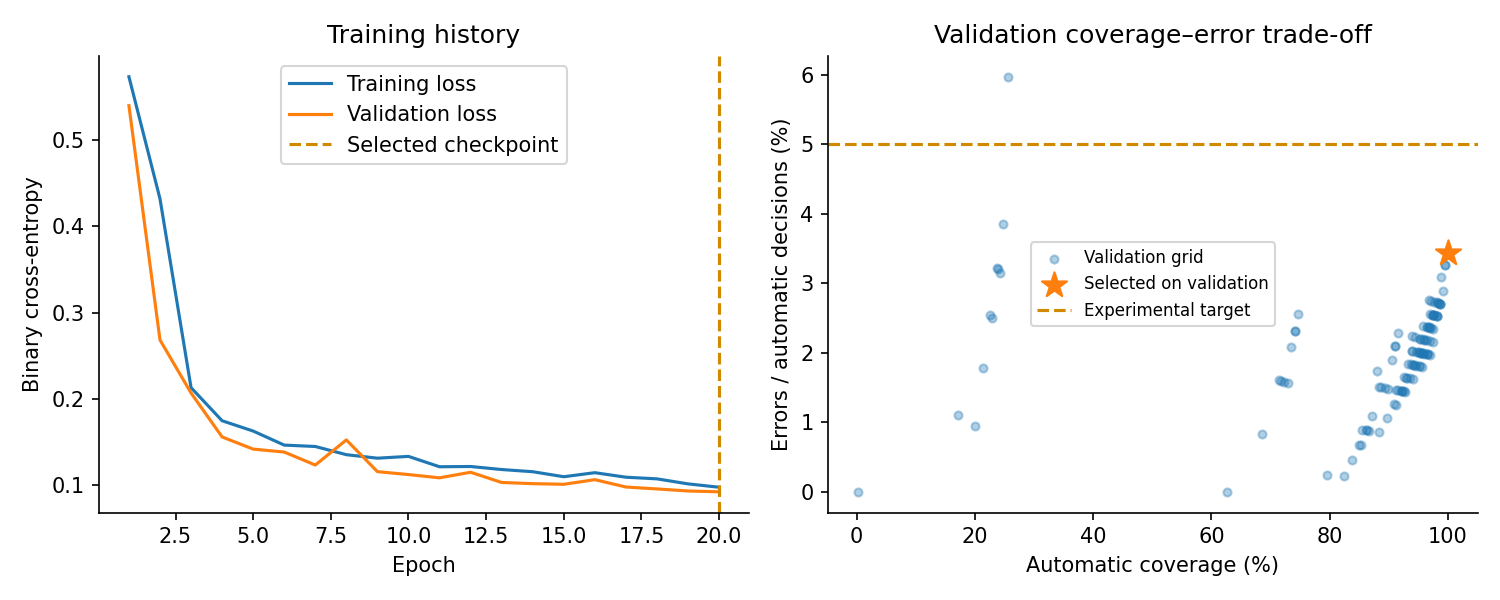 Training history
Binary cross-entropy
0.5
0.4
0.3
0.2
0.1
Training loss
Validation loss
Selected checkpoint
2.5 5.0 7.5 10.0 12.5 15.0 17.5 20.0
Epoch
Validation coverage–error trade-off
Errors / automatic decisions (%)
6
5
4
3
2
1
0
Validation grid
Selected on validation
Experimental target
0 20 40 60 80 100
Automatic coverage (%)